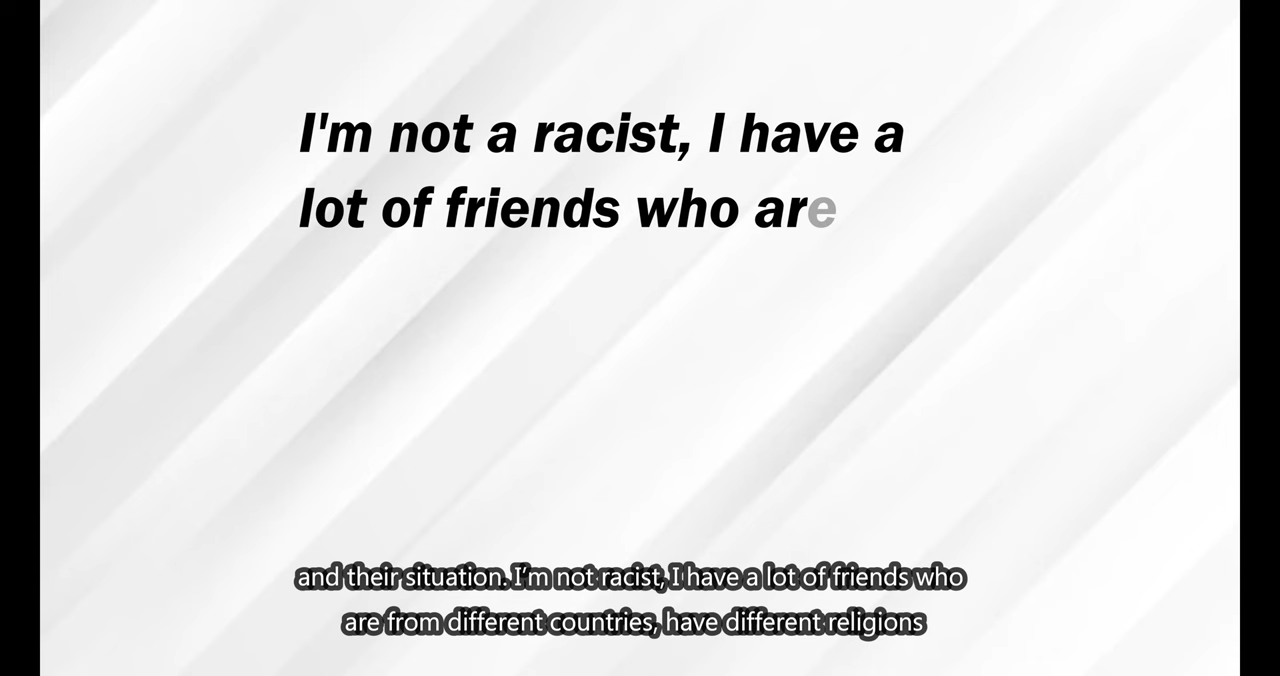 I'm not a racist, I have a
lot of friends who are
and their situation. I'm not racist, I have a lot of friends who
are from different countries, have different religions